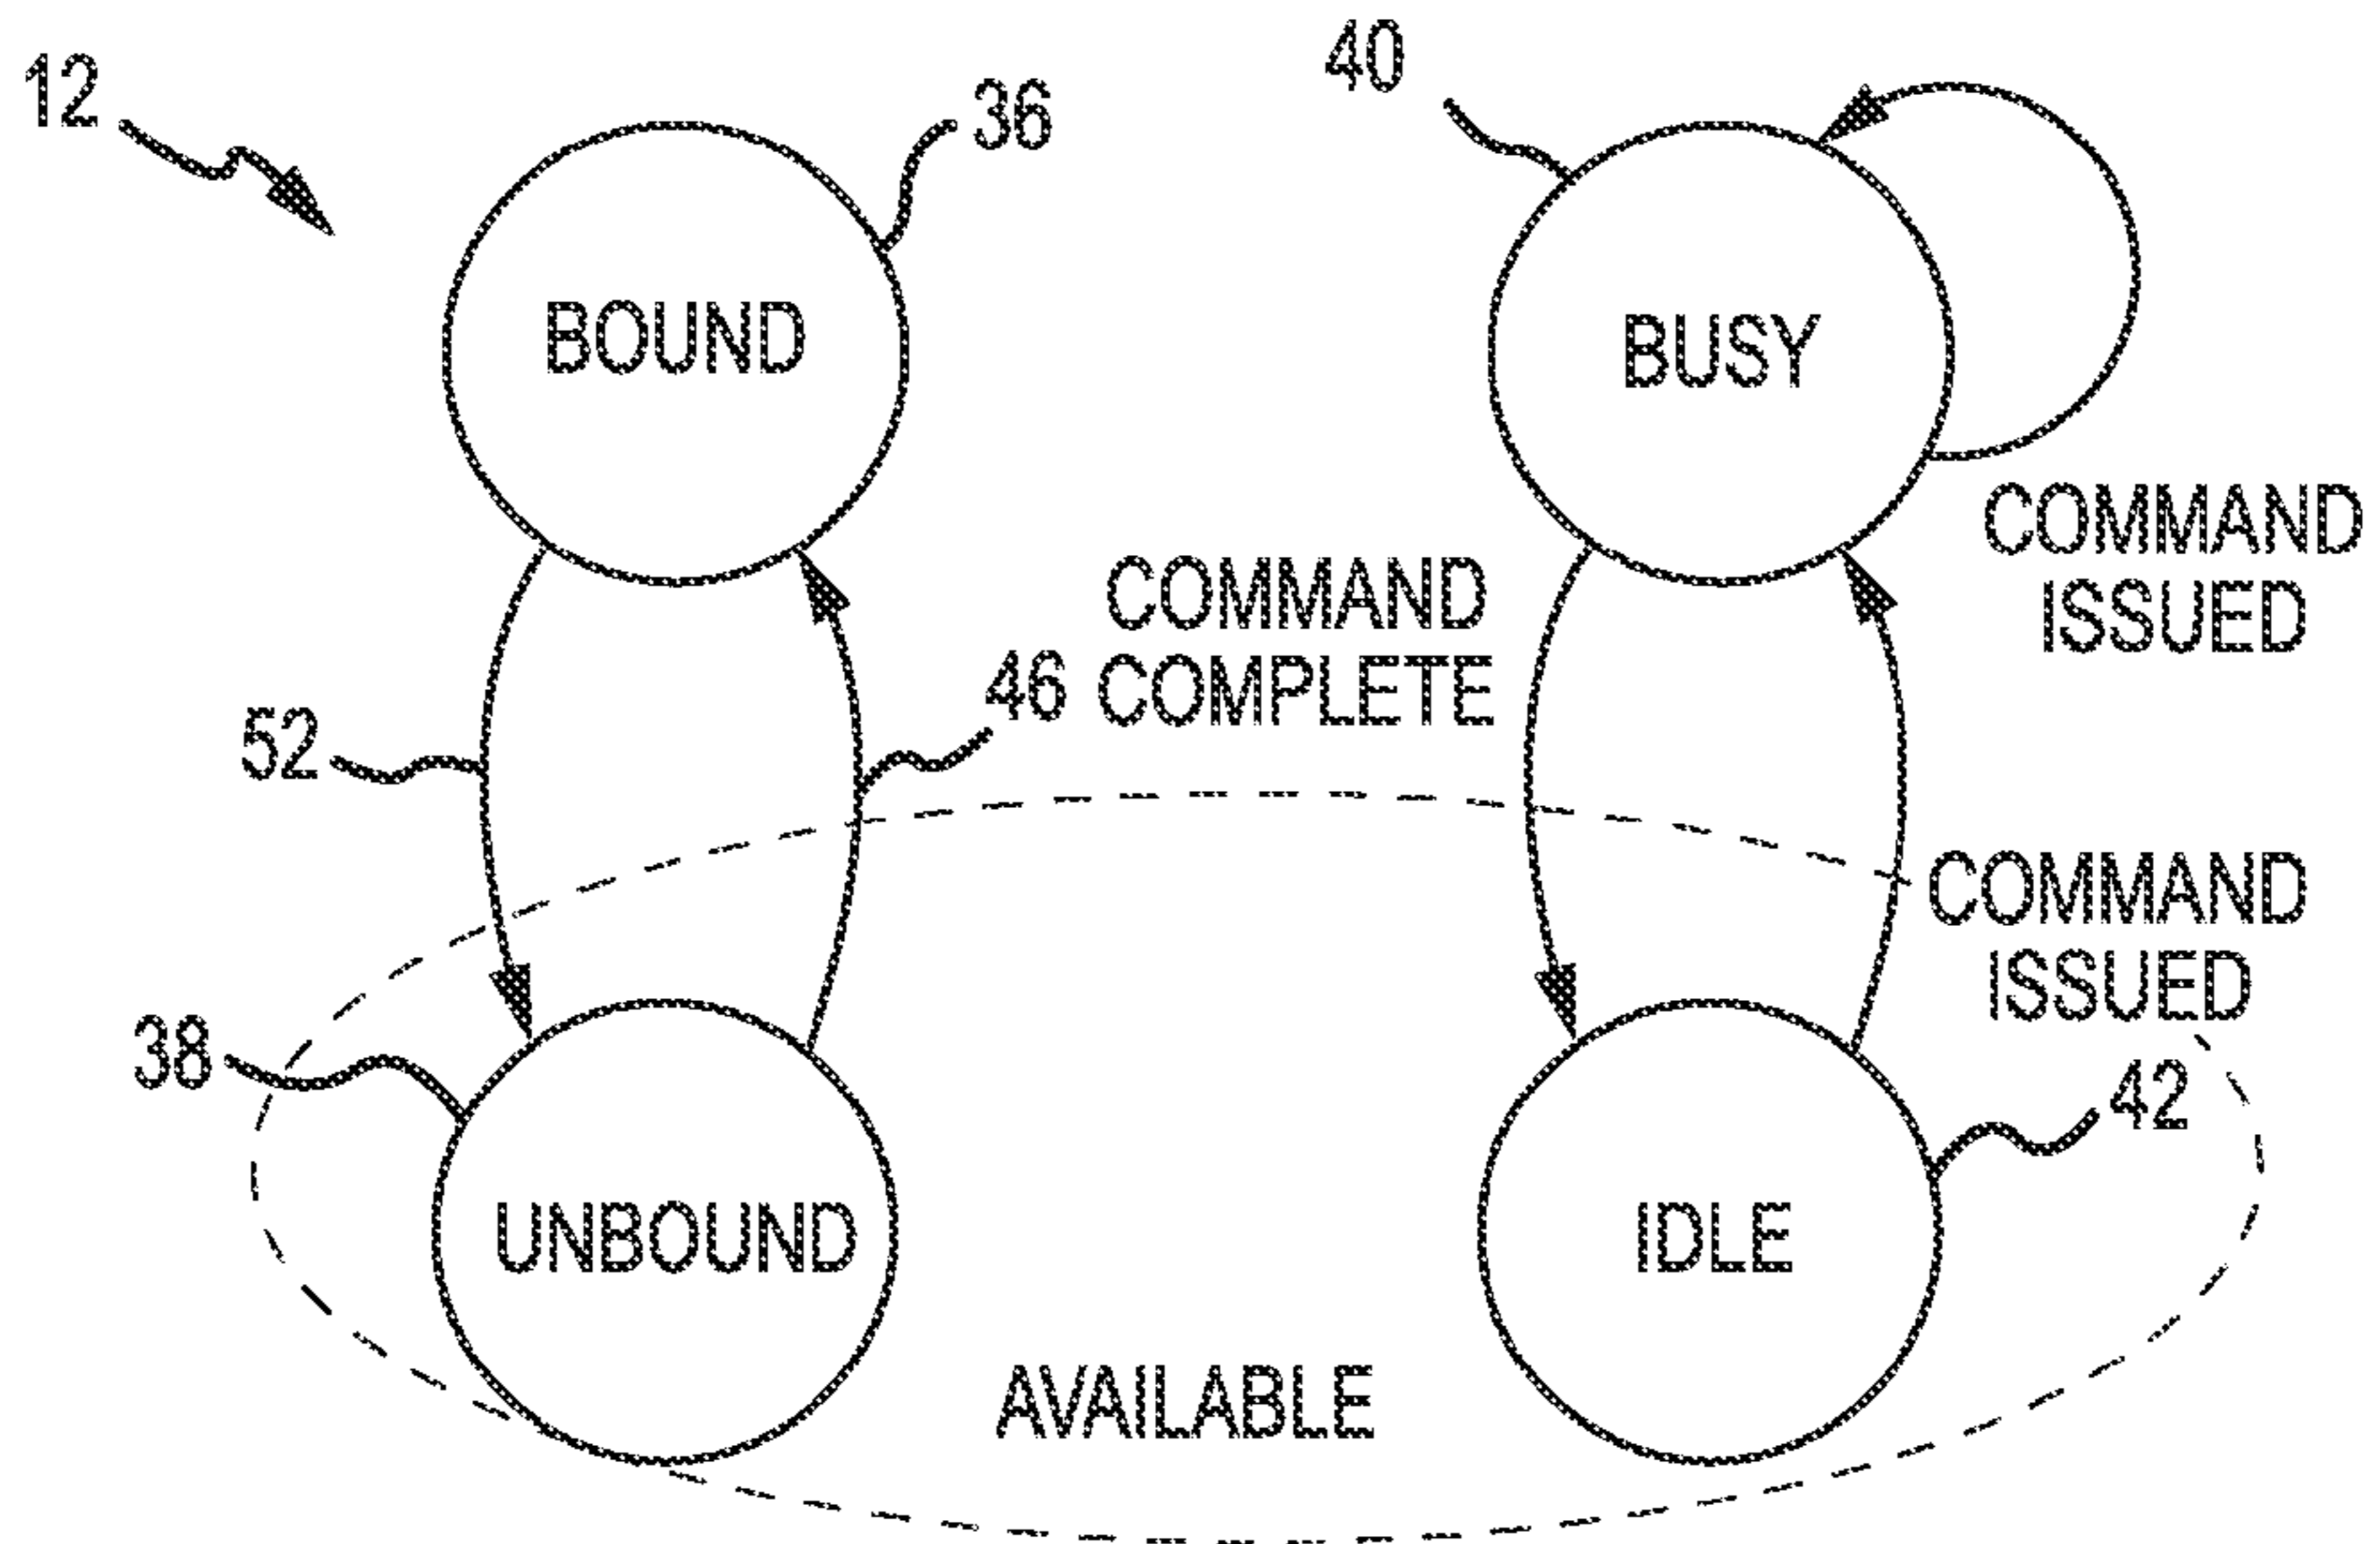 12
36
40
BOUND
BUSY
COMMAND
ISSUED
COMMAND
46 COMPLETE
52
COMMAND
ISSUED
38
42
UNBOUND
IDLE
AVAILABLE